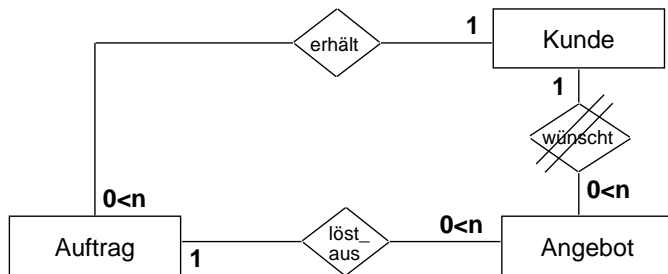 erhält
1
Kunde
1
wünscht
0<n
0<n
Auftrag
1
löst_
aus
0<n
Angebot